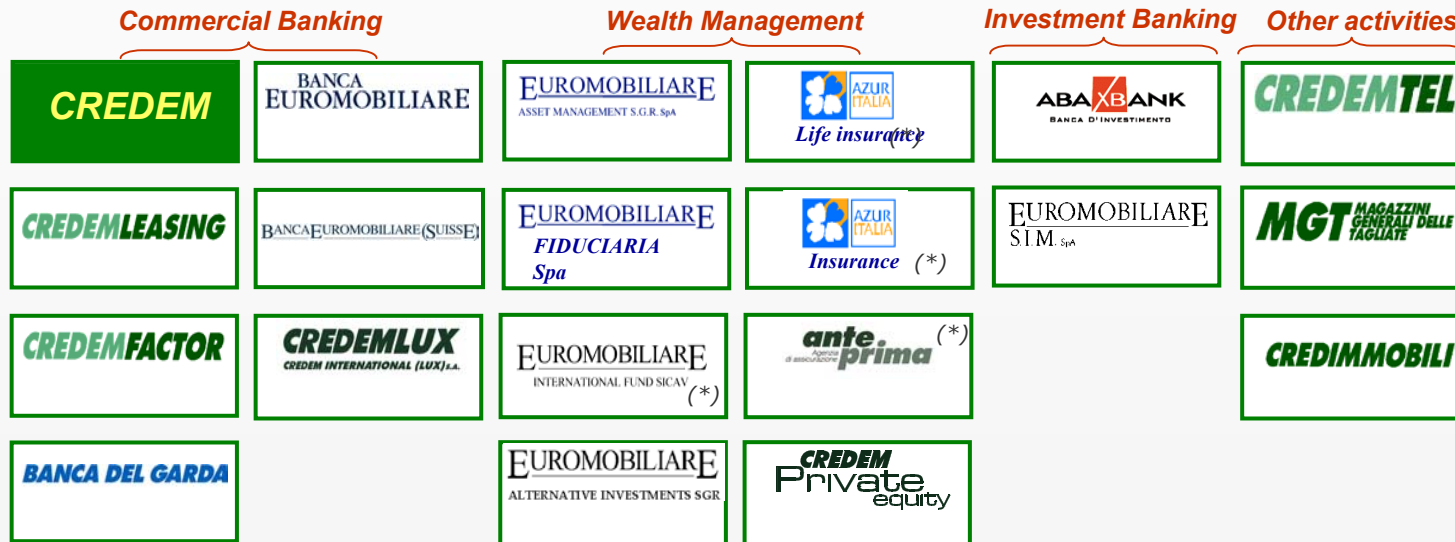 Commercial Banking
Wealth Management
Investment Banking
Other activities
CREDEM
BANCA
EUROMOBILIARE
EUROMOBILIARE
ASSET MANAGEMENT S.G.R. SpA
AZUR
ITALIA
Life insurance (*)
ABAXBANK
BANCA D'INVESTIMENTO
CREDEMTEL
CREDEMLEASING
BANCAEUROMOBILIARE(SUISSE)
EUROMOBILIARE
FIDUCIARIA
Spa
AZUR
ITALIA
Insurance (*)
EUROMOBILIARE
S.I.M. SpA
MGT MAGAZZINI
GENERALI DELLE
TAGLIATE
CREDEMFACTOR
CREDEMLUX
CREDEM INTERNATIONAL (LUX) S.A.
EUROMOBILIARE
INTERNATIONAL FUND SICAV
(*)
ante
prima
Agenzia
di assicurazione
(*)
CREDIMMOBILI
BANCA DEL GARDA
EUROMOBILIARE
ALTERNATIVE INVESTMENTS SGR
CREDEM
Private
equity